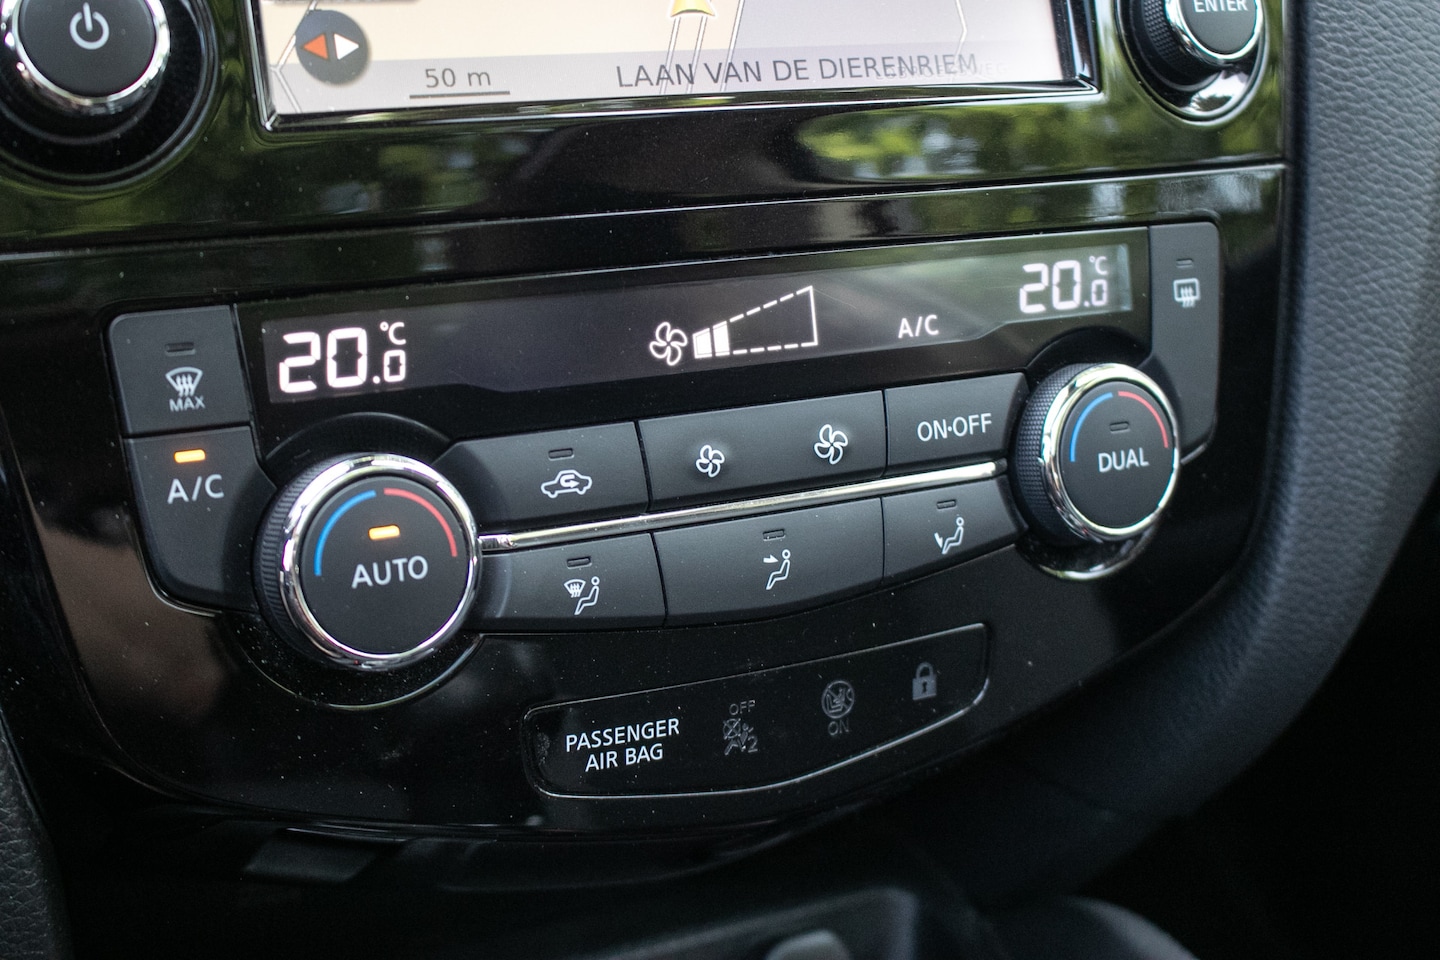 ENTER
50 m
LAAN VAN DE DIERENRIEM
20.0 °C
A/C
20.0 °C
MAX
A/C
AUTO
ON·OFF
DUAL
PASSENGER
AIR BAG
OFF
2
ON